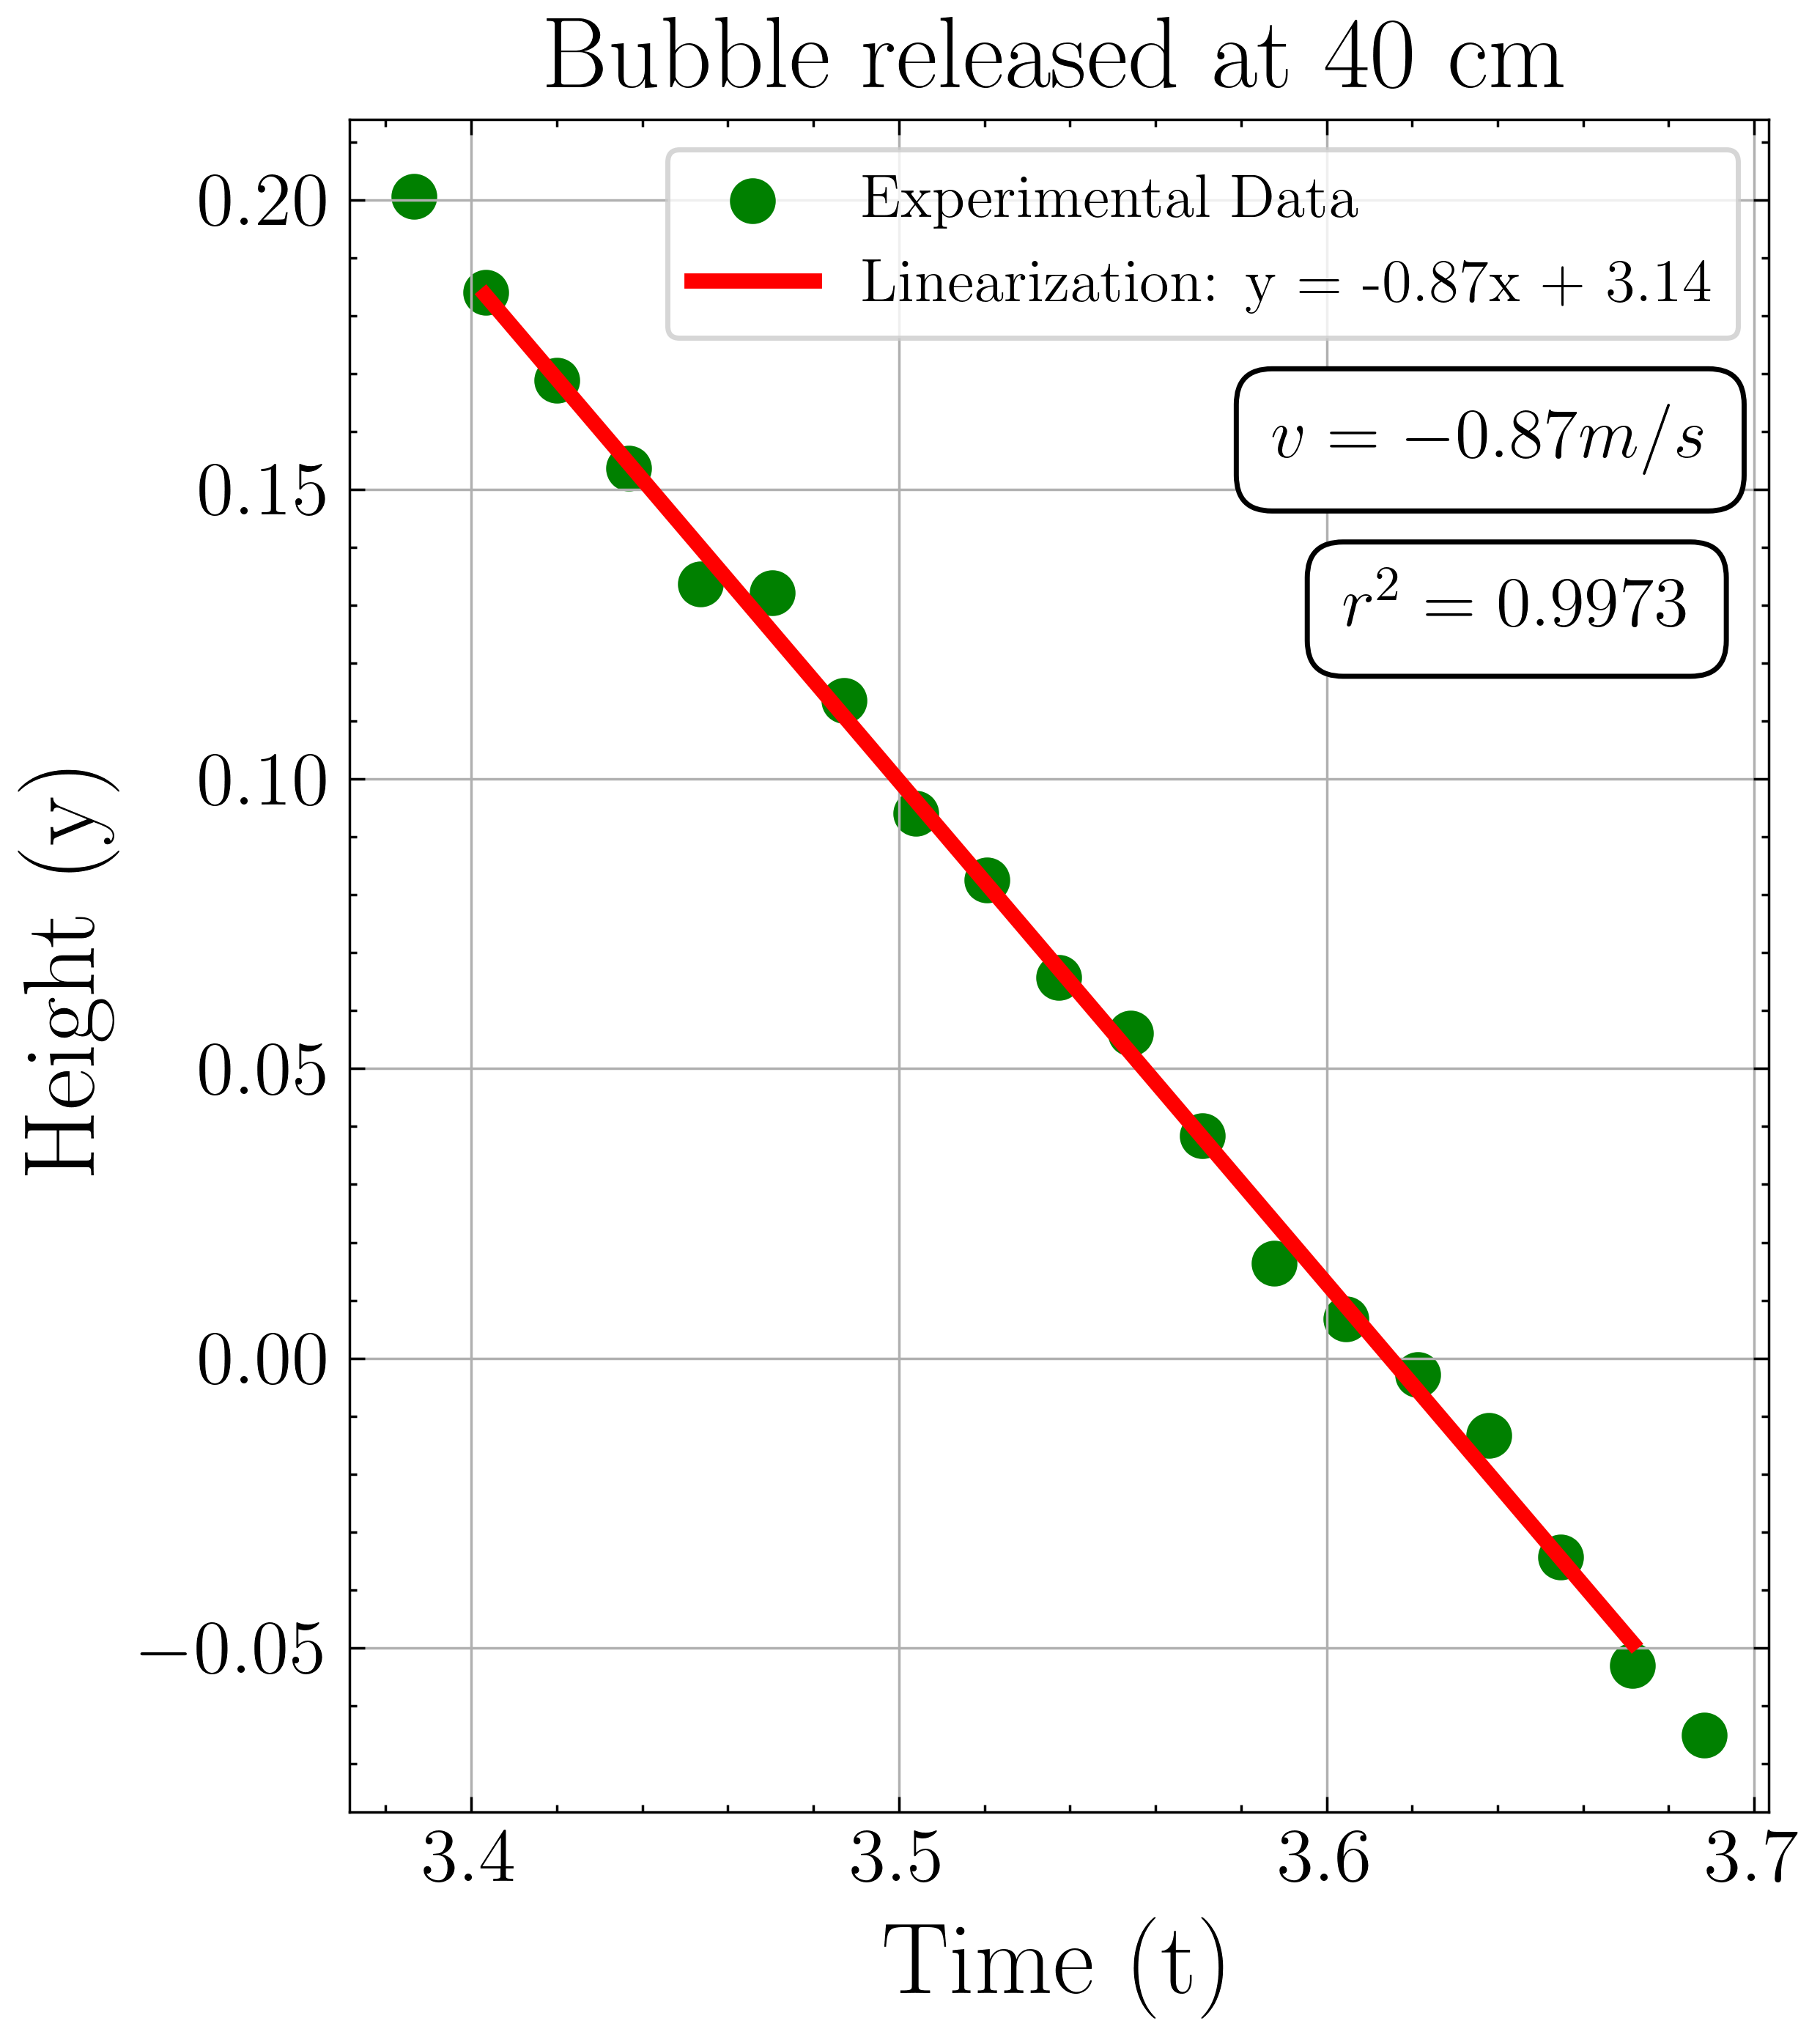 Bubble released at 40 cm
Experimental Data
Linearization: y = -0.87x + 3.14
v = −0.87m/s
r² = 0.9973
Height (y)
0.20
0.15
0.10
0.05
0.00
−0.05
3.4 3.5 3.6 3.7
Time (t)